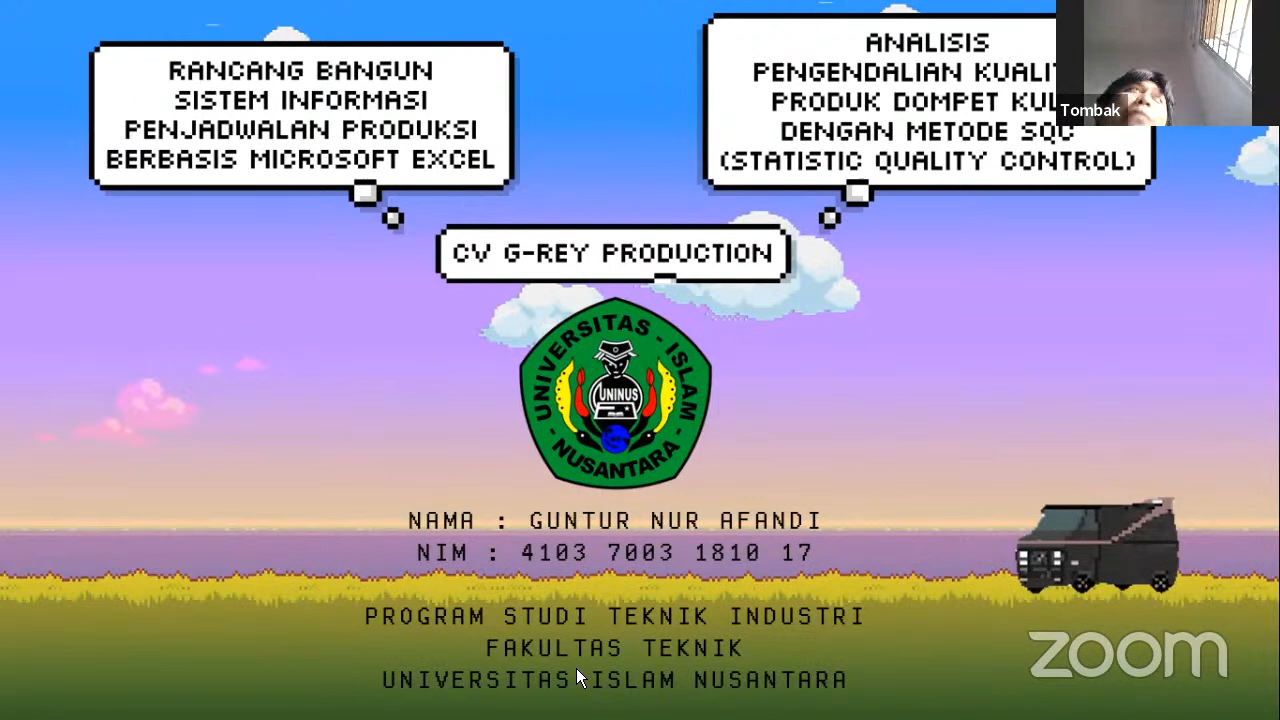 RANCANG BANGUN
SISTEM INFORMASI
PENJADWALAN PRODUKSI
BERBASIS MICROSOFT EXCEL
ANALISIS
PENGENDALIAN
PRODUK DOMPET
DENGAN METODE SQC
(STATISTIC QUALITY CONTROL)
Tombak
CV G-REY PRODUCTION
UNIVERSITAS - ISLAM - NUSANTARA -
UNINUS
NAMA : GUNTUR NUR AFANDI
NIM : 4103 7003 1810 17
PROGRAM STUDI TEKNIK INDUSTRI
FAKULTAS TEKNIK
UNIVERSITAS ISLAM NUSANTARA
zoom